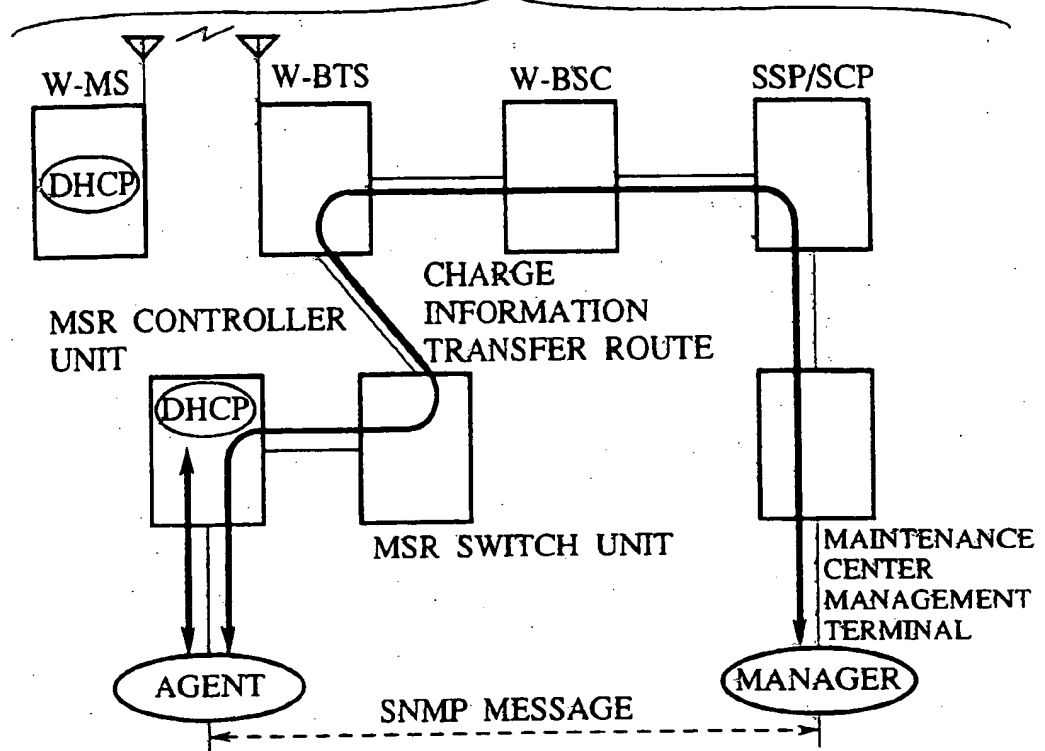 W-MS
W-BTS
W-BSC
SSP/SCP
DHCP
CHARGE
INFORMATION
TRANSFER ROUTE
MSR CONTROLLER
UNIT
DHCP
MSR SWITCH UNIT
MAINTENANCE
CENTER
MANAGEMENT
TERMINAL
AGENT
MANAGER
SNMP MESSAGE